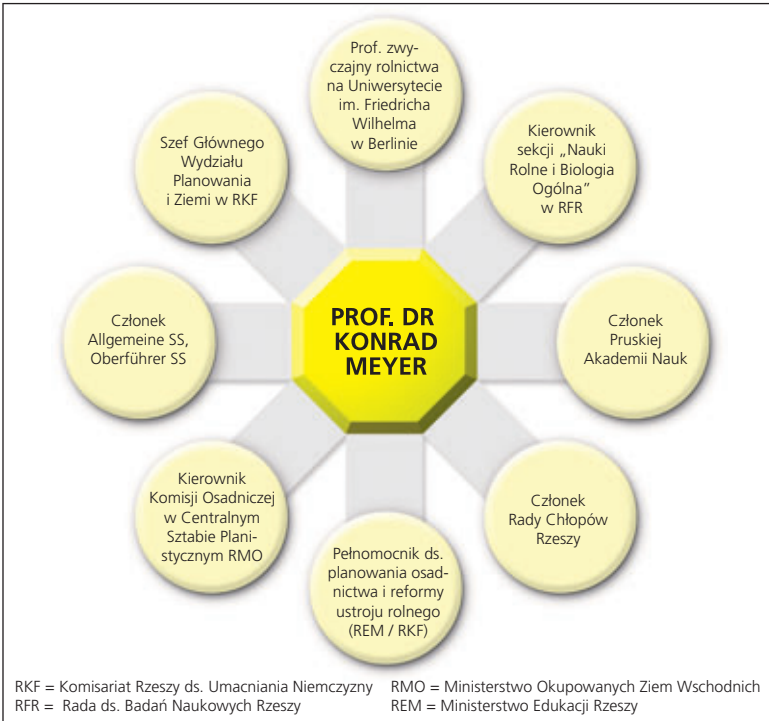 Prof. zwy-
czajny rolnictwa
na Uniwersytecie
im. Friedricha
Wilhelma
w Berlinie
Kierownik
sekcji „Nauki
Rolne i Biologia
Ogólna”
w RFR
Członek
Pruskiej
Akademii Nauk
Członek
Rady Chłopów
Rzeszy
Pełnomocnik ds.
planowania osad-
nictwa i reformy
ustroju rolnego
(REM / RKF)
Kierownik
Komisji Osadniczej
w Centralnym
Sztabie Plani-
stycznym RMO
Członek
Allgemeine SS,
Oberführer SS
Szef Głównego
Wydziału
Planowania
i Ziemi w RKF
PROF. DR
KONRAD
MEYER
RKF = Komisariat Rzeszy ds. Umacniania Niemczyzny RMO = Ministerstwo Okupowanych Ziem Wschodnich
RFR = Rada ds. Badań Naukowych Rzeszy REM = Ministerstwo Edukacji Rzeszy